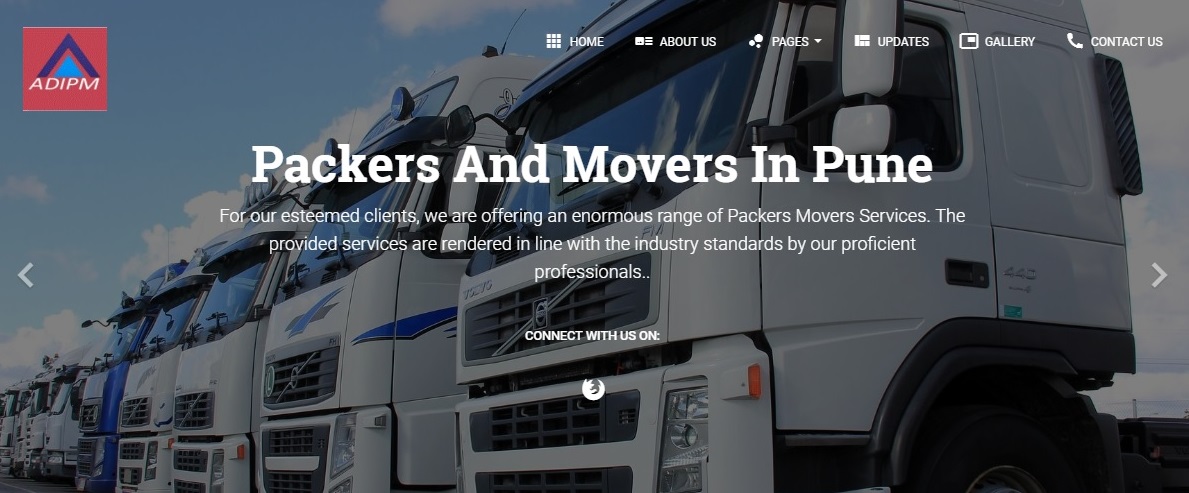 HOME
ABOUT US
PAGES
UPDATES
GALLERY
CONTACT US
ADIPM
Packers And Movers In Pune
For our esteemed clients, we are offering an enormous range of Packers Movers Services. The
provided services are rendered in line with the industry standards by our proficient
professionals..
FM
VOLVO
440
CONNECT WITH US ON: